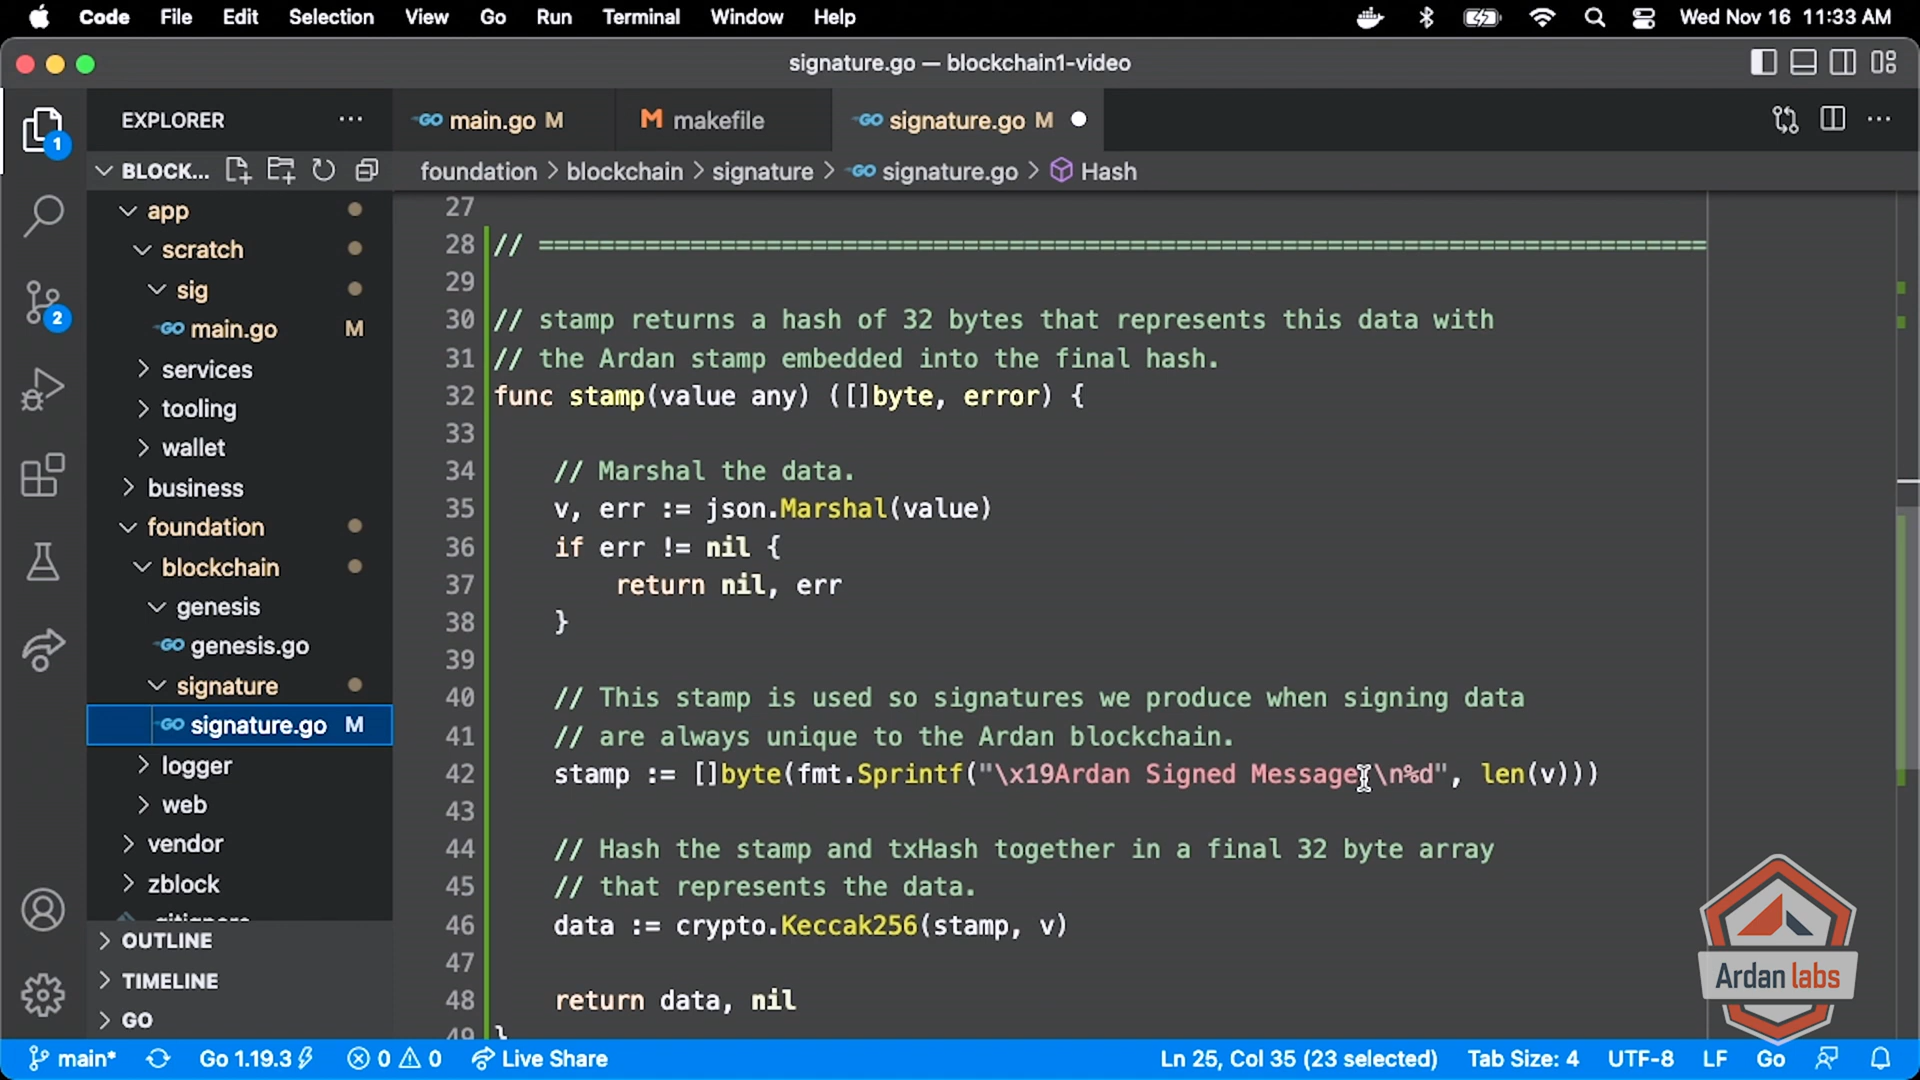 Code File Edit Selection View Go Run Terminal Window Help Wed Nov 16 11:33 AM
signature.go — blockchain1-video
EXPLORER
main.go M
makefile
signature.go M
BLOCK...
foundation > blockchain > signature > signature.go > Hash
app
scratch
sig
main.go M
services
tooling
wallet
business
foundation
blockchain
genesis
genesis.go
signature
signature.go M
logger
web
vendor
zblock
.gitignore
OUTLINE
TIMELINE
GO
1
2
27
28 // =============================================================================
29
30 // stamp returns a hash of 32 bytes that represents this data with
31 // the Ardan stamp embedded into the final hash.
32 func stamp(value any) ([]byte, error) {
33
34 // Marshal the data.
35 v, err := json.Marshal(value)
36 if err != nil {
37 return nil, err
38 }
39
40 // This stamp is used so signatures we produce when signing data
41 // are always unique to the Ardan blockchain.
42 stamp := []byte(fmt.Sprintf("\x19Ardan Signed Message:\n%d", len(v)))
43
44 // Hash the stamp and txHash together in a final 32 byte array
45 // that represents the data.
46 data := crypto.Keccak256(stamp, v)
47
48 return data, nil
49 }
Ardan labs
main* Go 1.19.3 0 0 Live Share Ln 25, Col 35 (23 selected) Tab Size: 4 UTF-8 LF Go